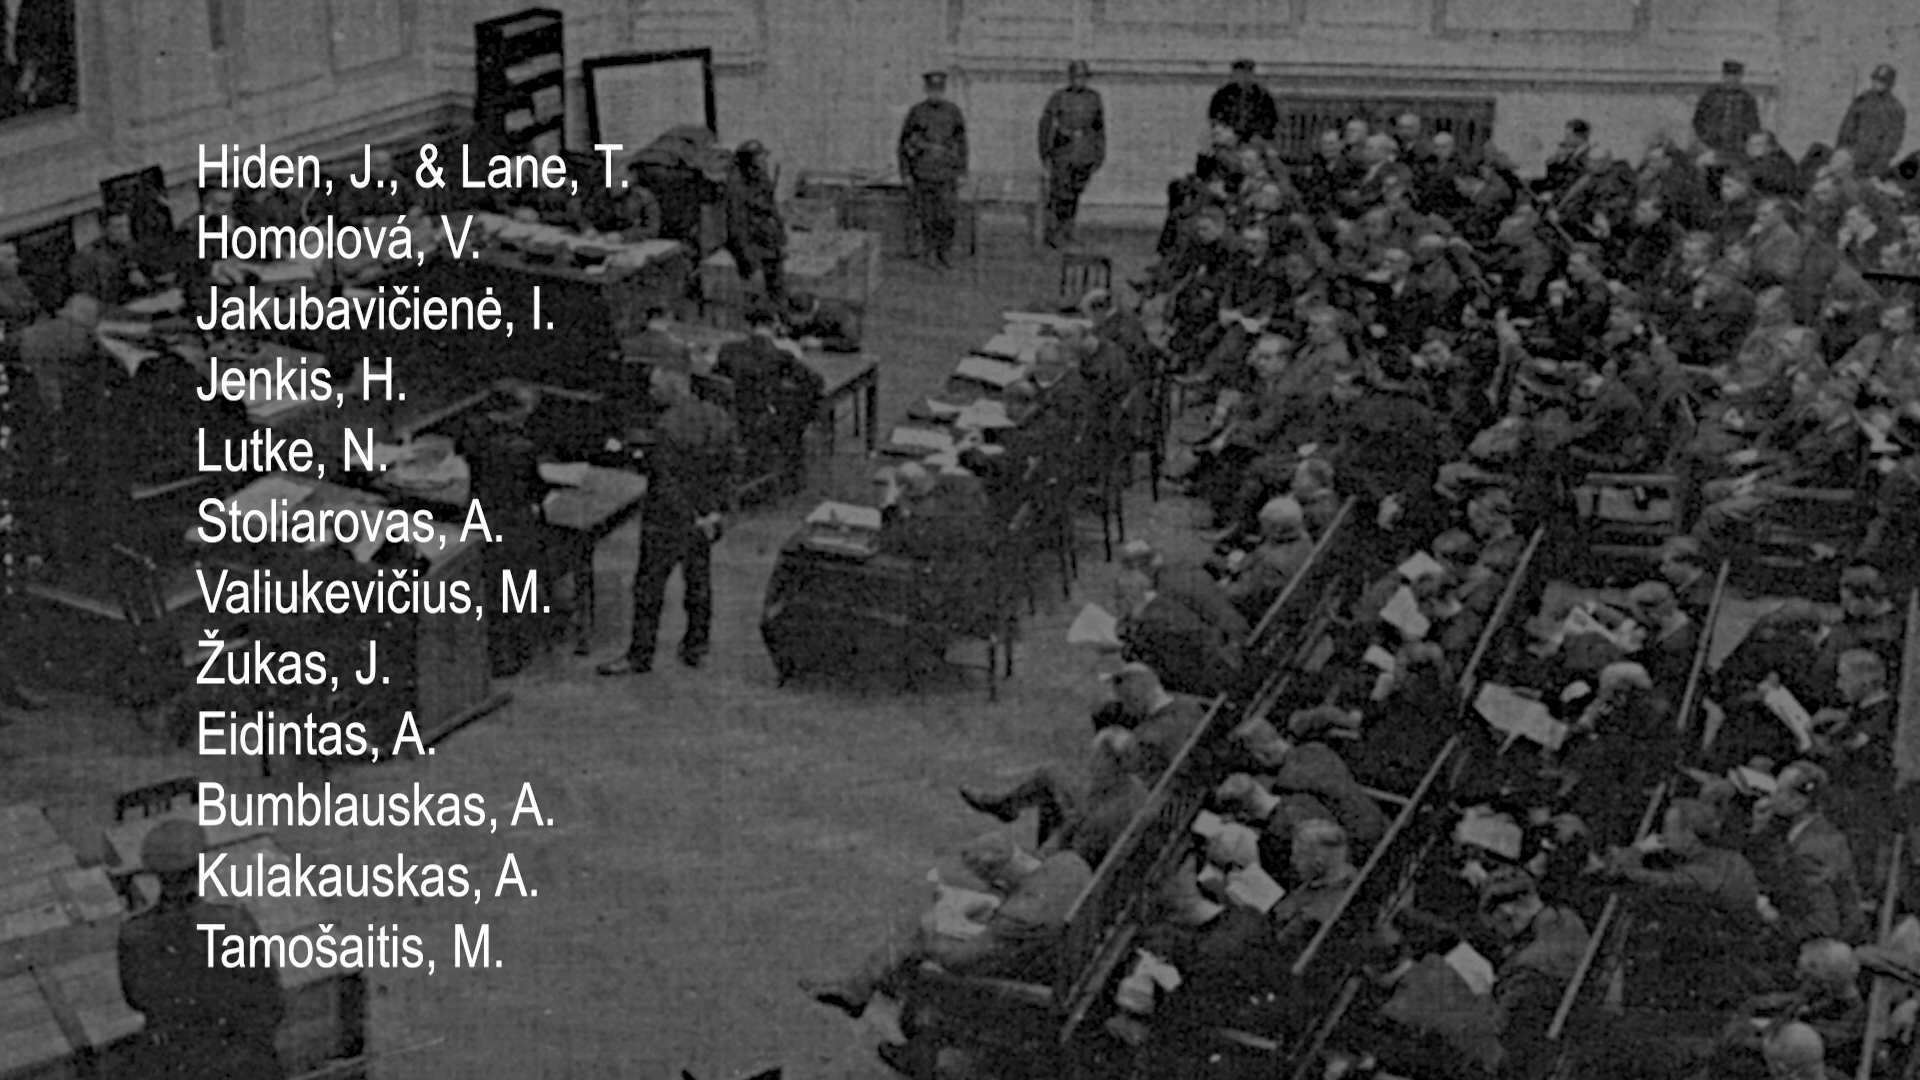 Hiden, J., & Lane, T.
Homolová, V.
Jakubavičienė, I.
Jenkis, H.
Lutke, N.
Stoliarovas, A.
Valiukevičius, M.
Žukas, J.
Eidintas, A.
Bumblauskas, A.
Kulakauskas, A.
Tamošaitis, M.